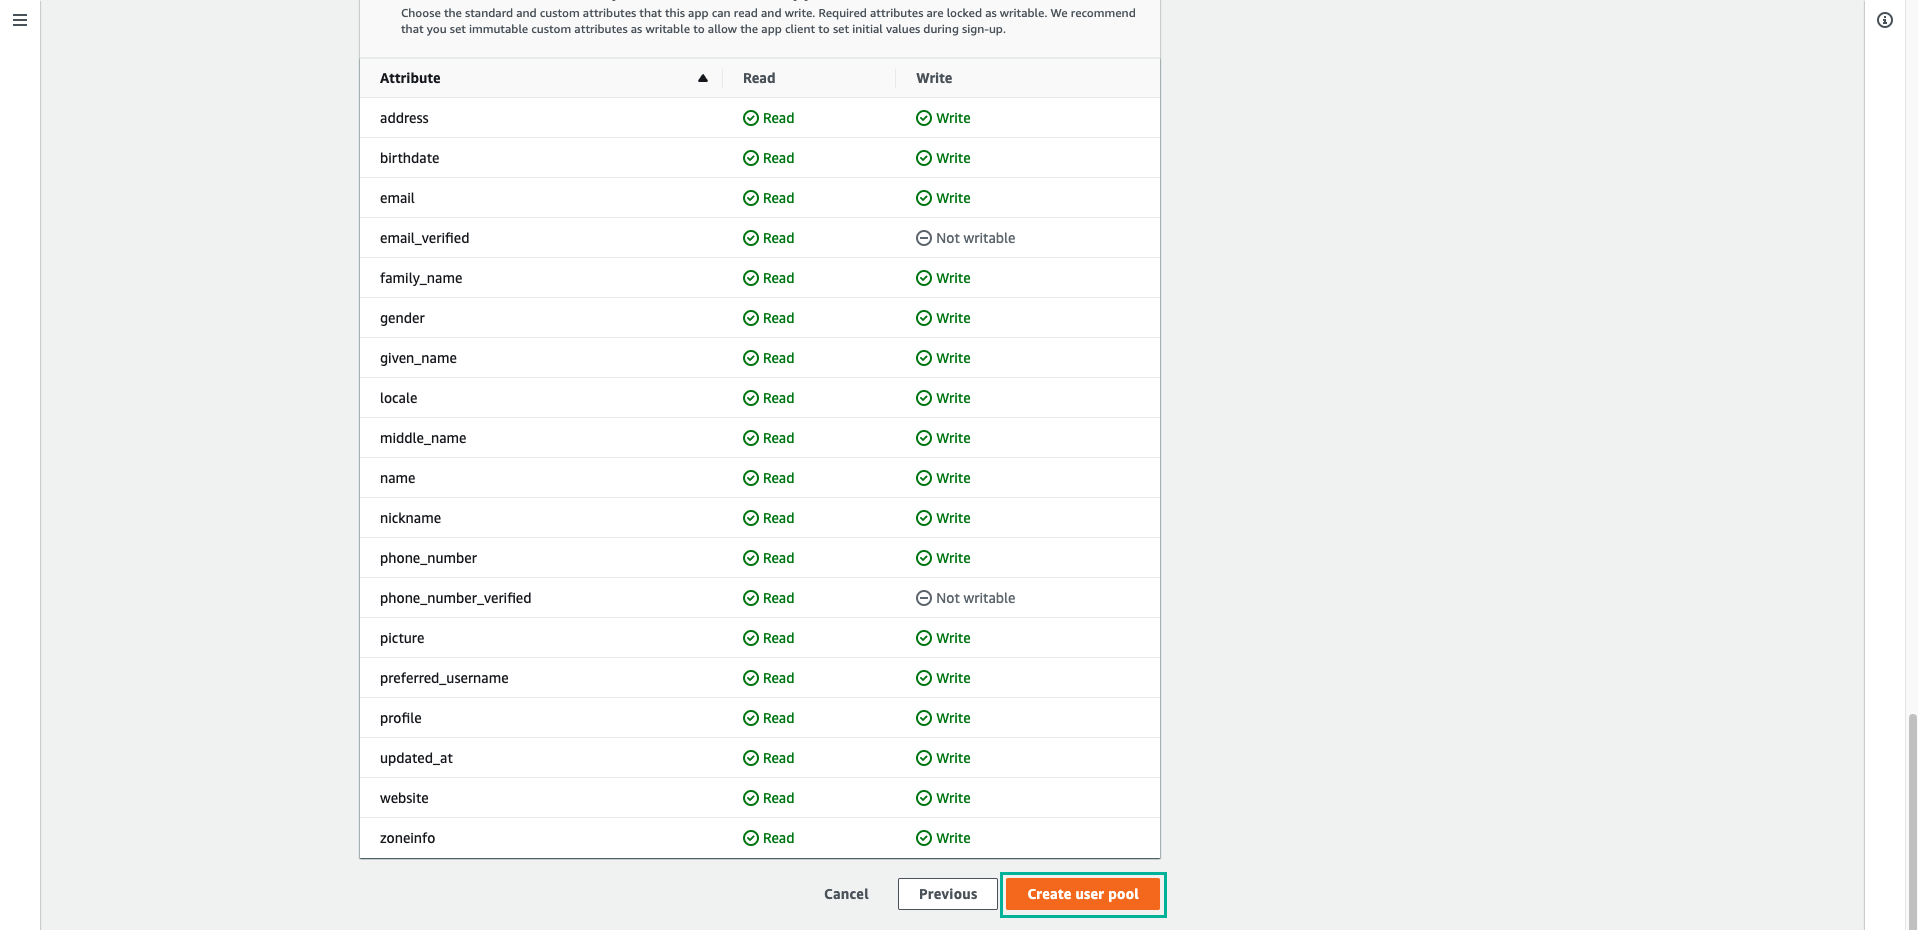 Choose the standard and custom attributes that this app can read and write. Required attributes are locked as writable. We recommend
that you set immutable custom attributes as writable to allow the app client to set initial values during sign-up.
Attribute Read Write
address Read Write
birthdate Read Write
email Read Write
email_verified Read Not writable
family_name Read Write
gender Read Write
given_name Read Write
locale Read Write
middle_name Read Write
name Read Write
nickname Read Write
phone_number Read Write
phone_number_verified Read Not writable
picture Read Write
preferred_username Read Write
profile Read Write
updated_at Read Write
website Read Write
zoneinfo Read Write
Cancel Previous Create user pool